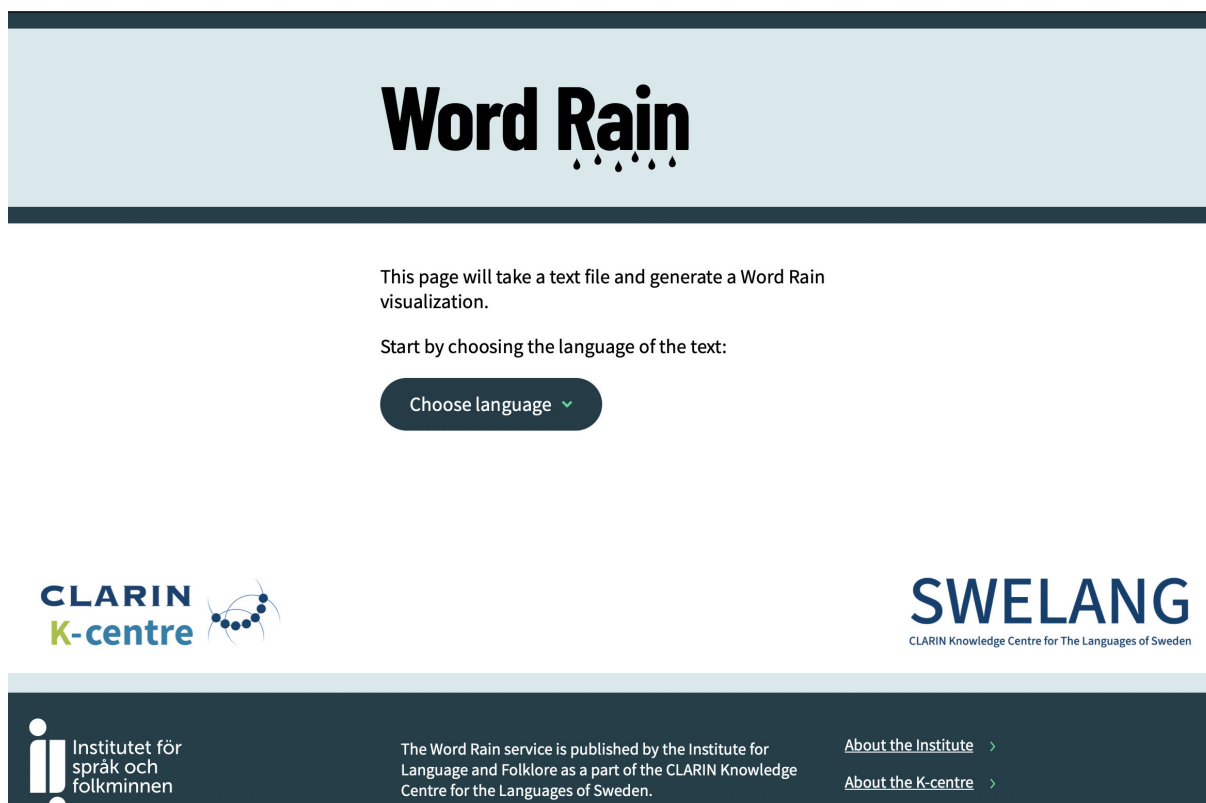 Word Rain
This page will take a text file and generate a Word Rain
visualization.
Start by choosing the language of the text:
Choose language
CLARIN
K-centre
SWELANG
CLARIN Knowledge Centre for The Languages of Sweden
Institutet för
språk och
folkminnen
The Word Rain service is published by the Institute for
Language and Folklore as a part of the CLARIN Knowledge
Centre for the Languages of Sweden.
About the Institute
About the K-centre